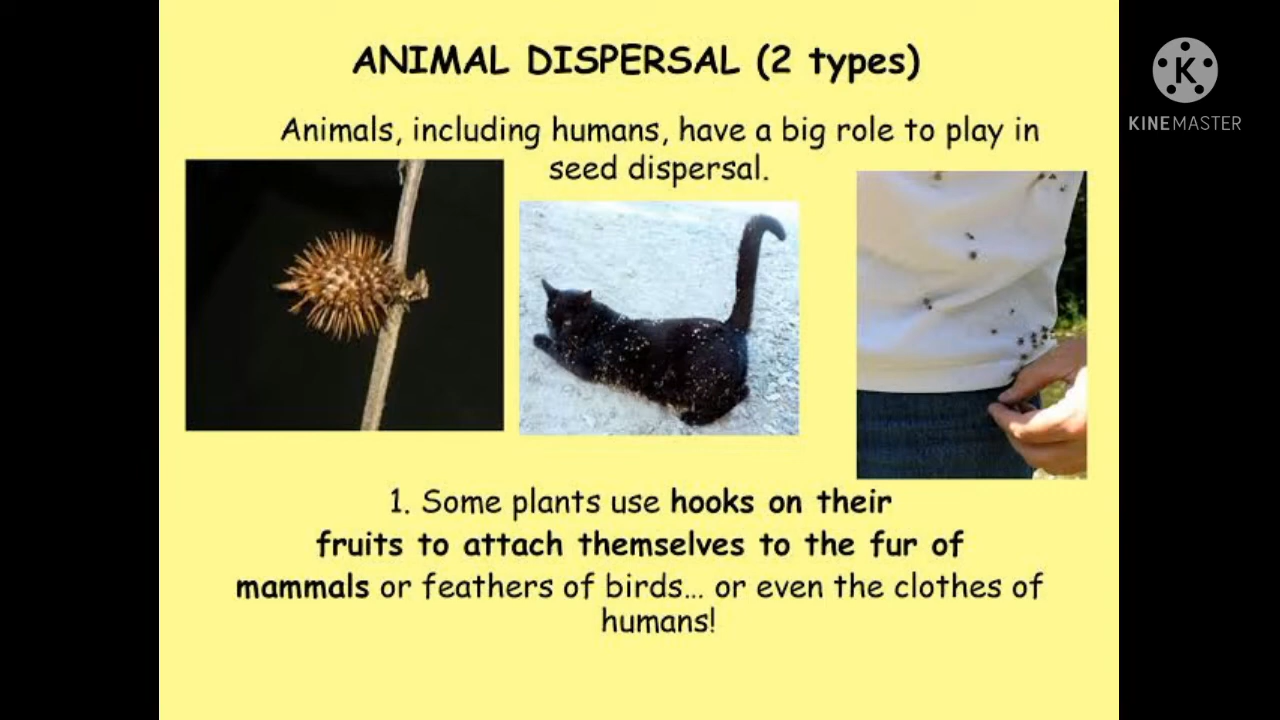 ANIMAL DISPERSAL (2 types)
Animals, including humans, have a big role to play in
seed dispersal.
1. Some plants use hooks on their
fruits to attach themselves to the fur of
mammals or feathers of birds... or even the clothes of
humans!
K
KINEMASTER